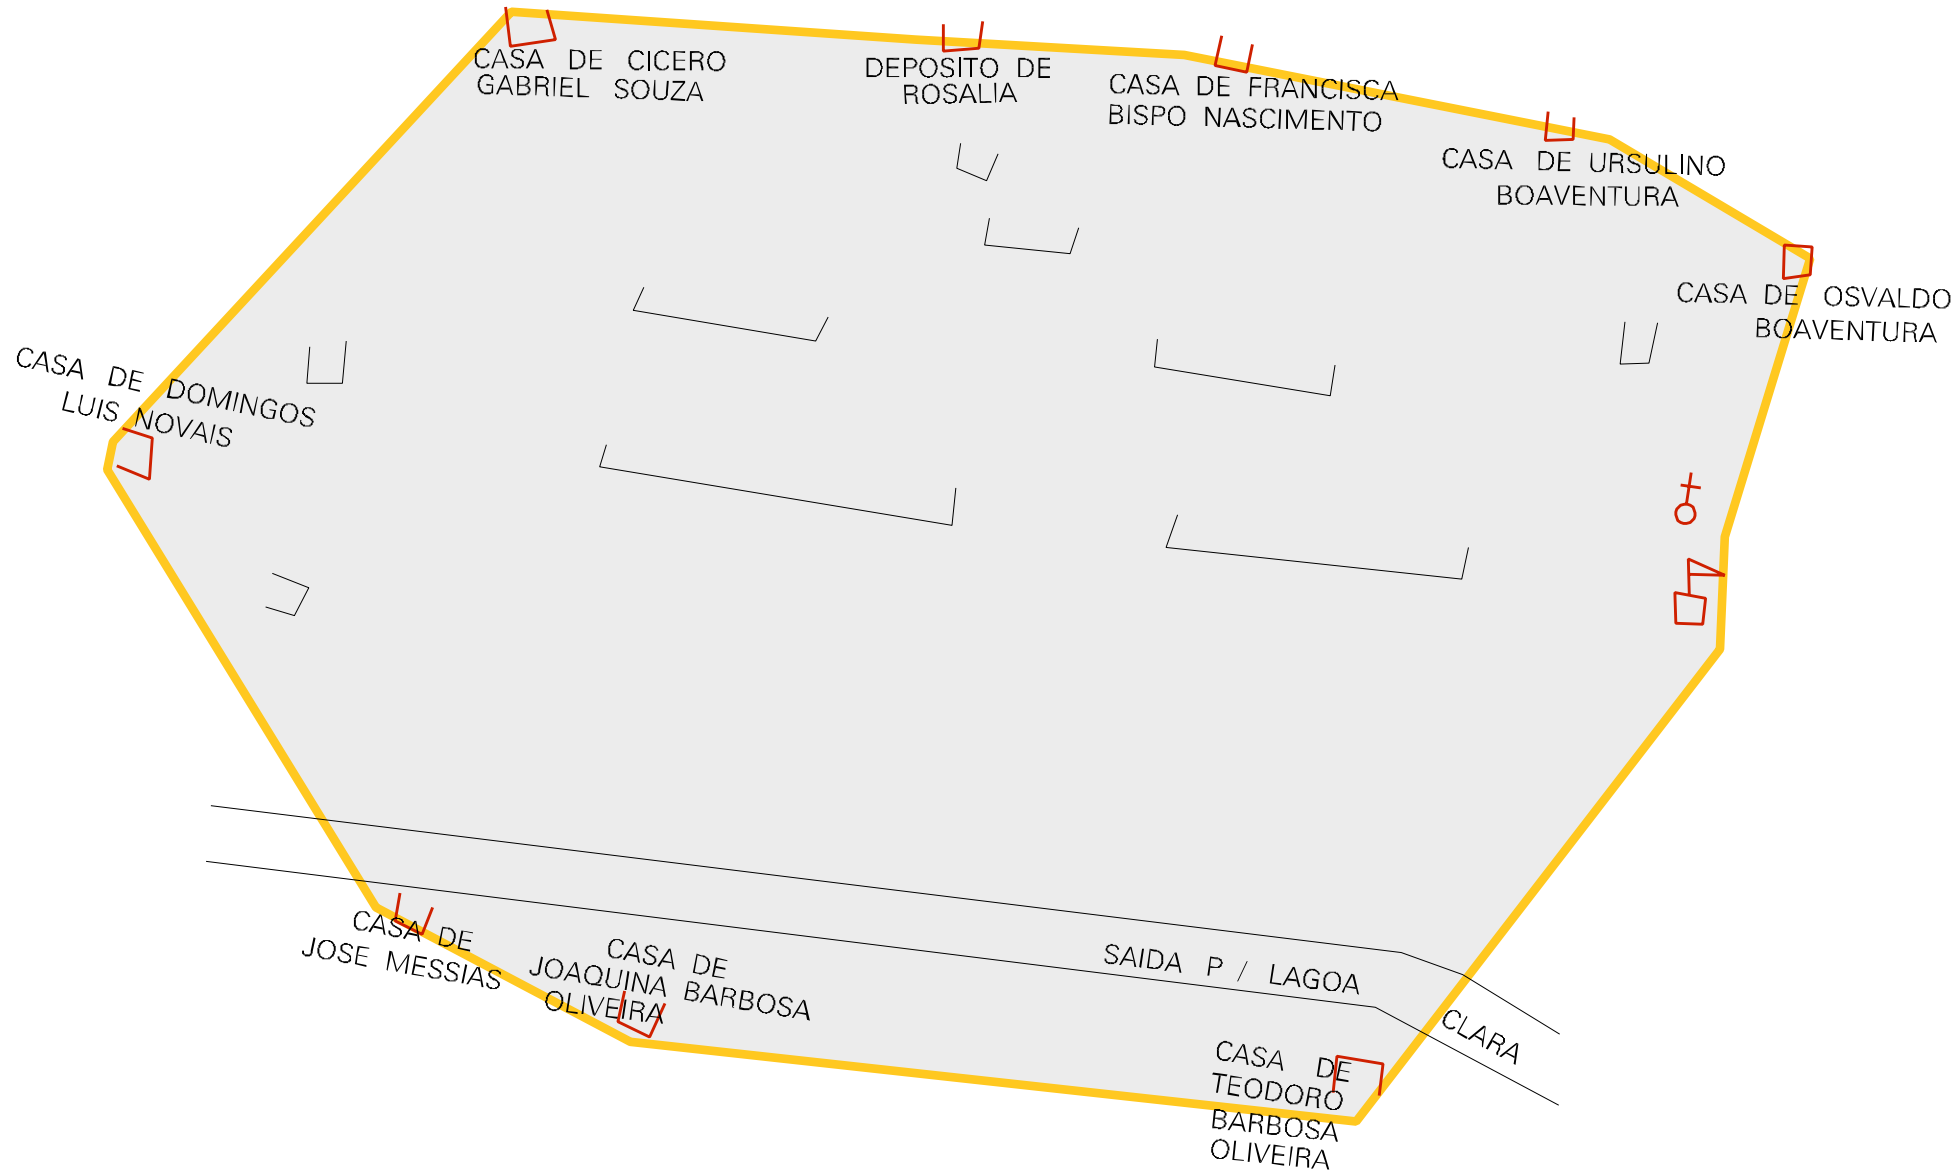 CASA DE CICERO
GABRIEL SOUZA
DEPOSITO DE
ROSALIA
CASA DE FRANCISCA
BISPO NASCIMENTO
CASA DE URSULINO
BOAVENTURA
CASA DE OSVALDO
BOAVENTURA
CASA DE DOMINGOS
LUIS NOVAIS
CASA DE
JOSE MESSIAS
CASA DE
JOAQUINA BARBOSA
OLIVEIRA
SAIDA P / LAGOA
CLARA
CASA DE
TEODORO
BARBOSA
OLIVEIRA